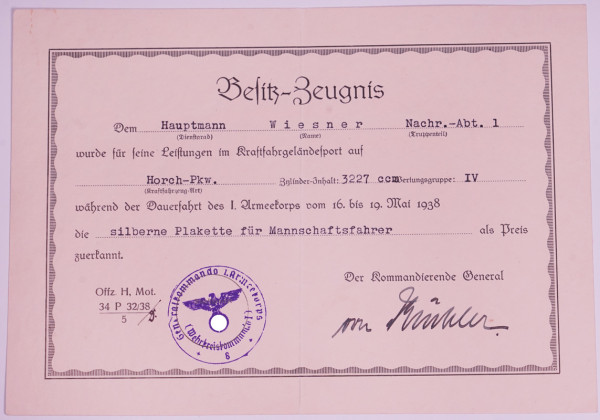 Besitz-Zeugnis
Dem Hauptmann Wiesner Nachr.-Abt. 1
(Dienstgrad) (Name) (Truppenteil)
wurde für seine Leistungen im Kraftfahrgeländesport auf
Horch-Pkw. Zylinder-Inhalt: 3227 ccm Wertungsgruppe: IV
(Kraftfahrzeug-Art)
während der Dauerfahrt des I. Armeekorps vom 16. bis 19. Mai 1938
die silberne Plakette für Mannschaftsfahrer als Preis
zuerkannt.
Der Kommandierende General
Offz. H. Mot.
34 P 32/38
5
Generalkommando I. Armeekorps
(Wehrkreiskommando I)
6
von Küchler